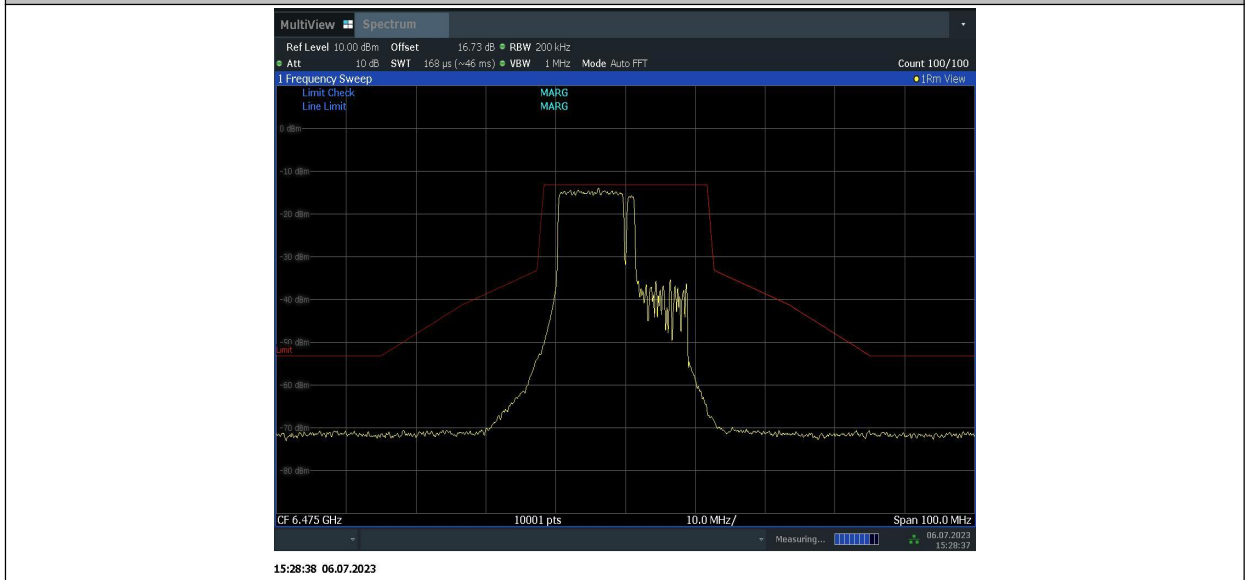 MultiView Spectrum
Ref Level 10.00 dBm Offset 16.73 dB RBW 200 kHz
Att 10 dB SWT 168 µs (~46 ms) VBW 1 MHz Mode Auto FFT Count 100/100
1 Frequency Sweep 1Rm View
Limit Check MARG
Line Limit MARG
0 dBm
-10 dBm
-20 dBm
-30 dBm
-40 dBm
-50 dBm
Limit
-60 dBm
-70 dBm
-80 dBm
CF 6.475 GHz 10001 pts 10.0 MHz/ Span 100.0 MHz
Measuring... 06.07.2023
15:28:37
15:28:38 06.07.2023